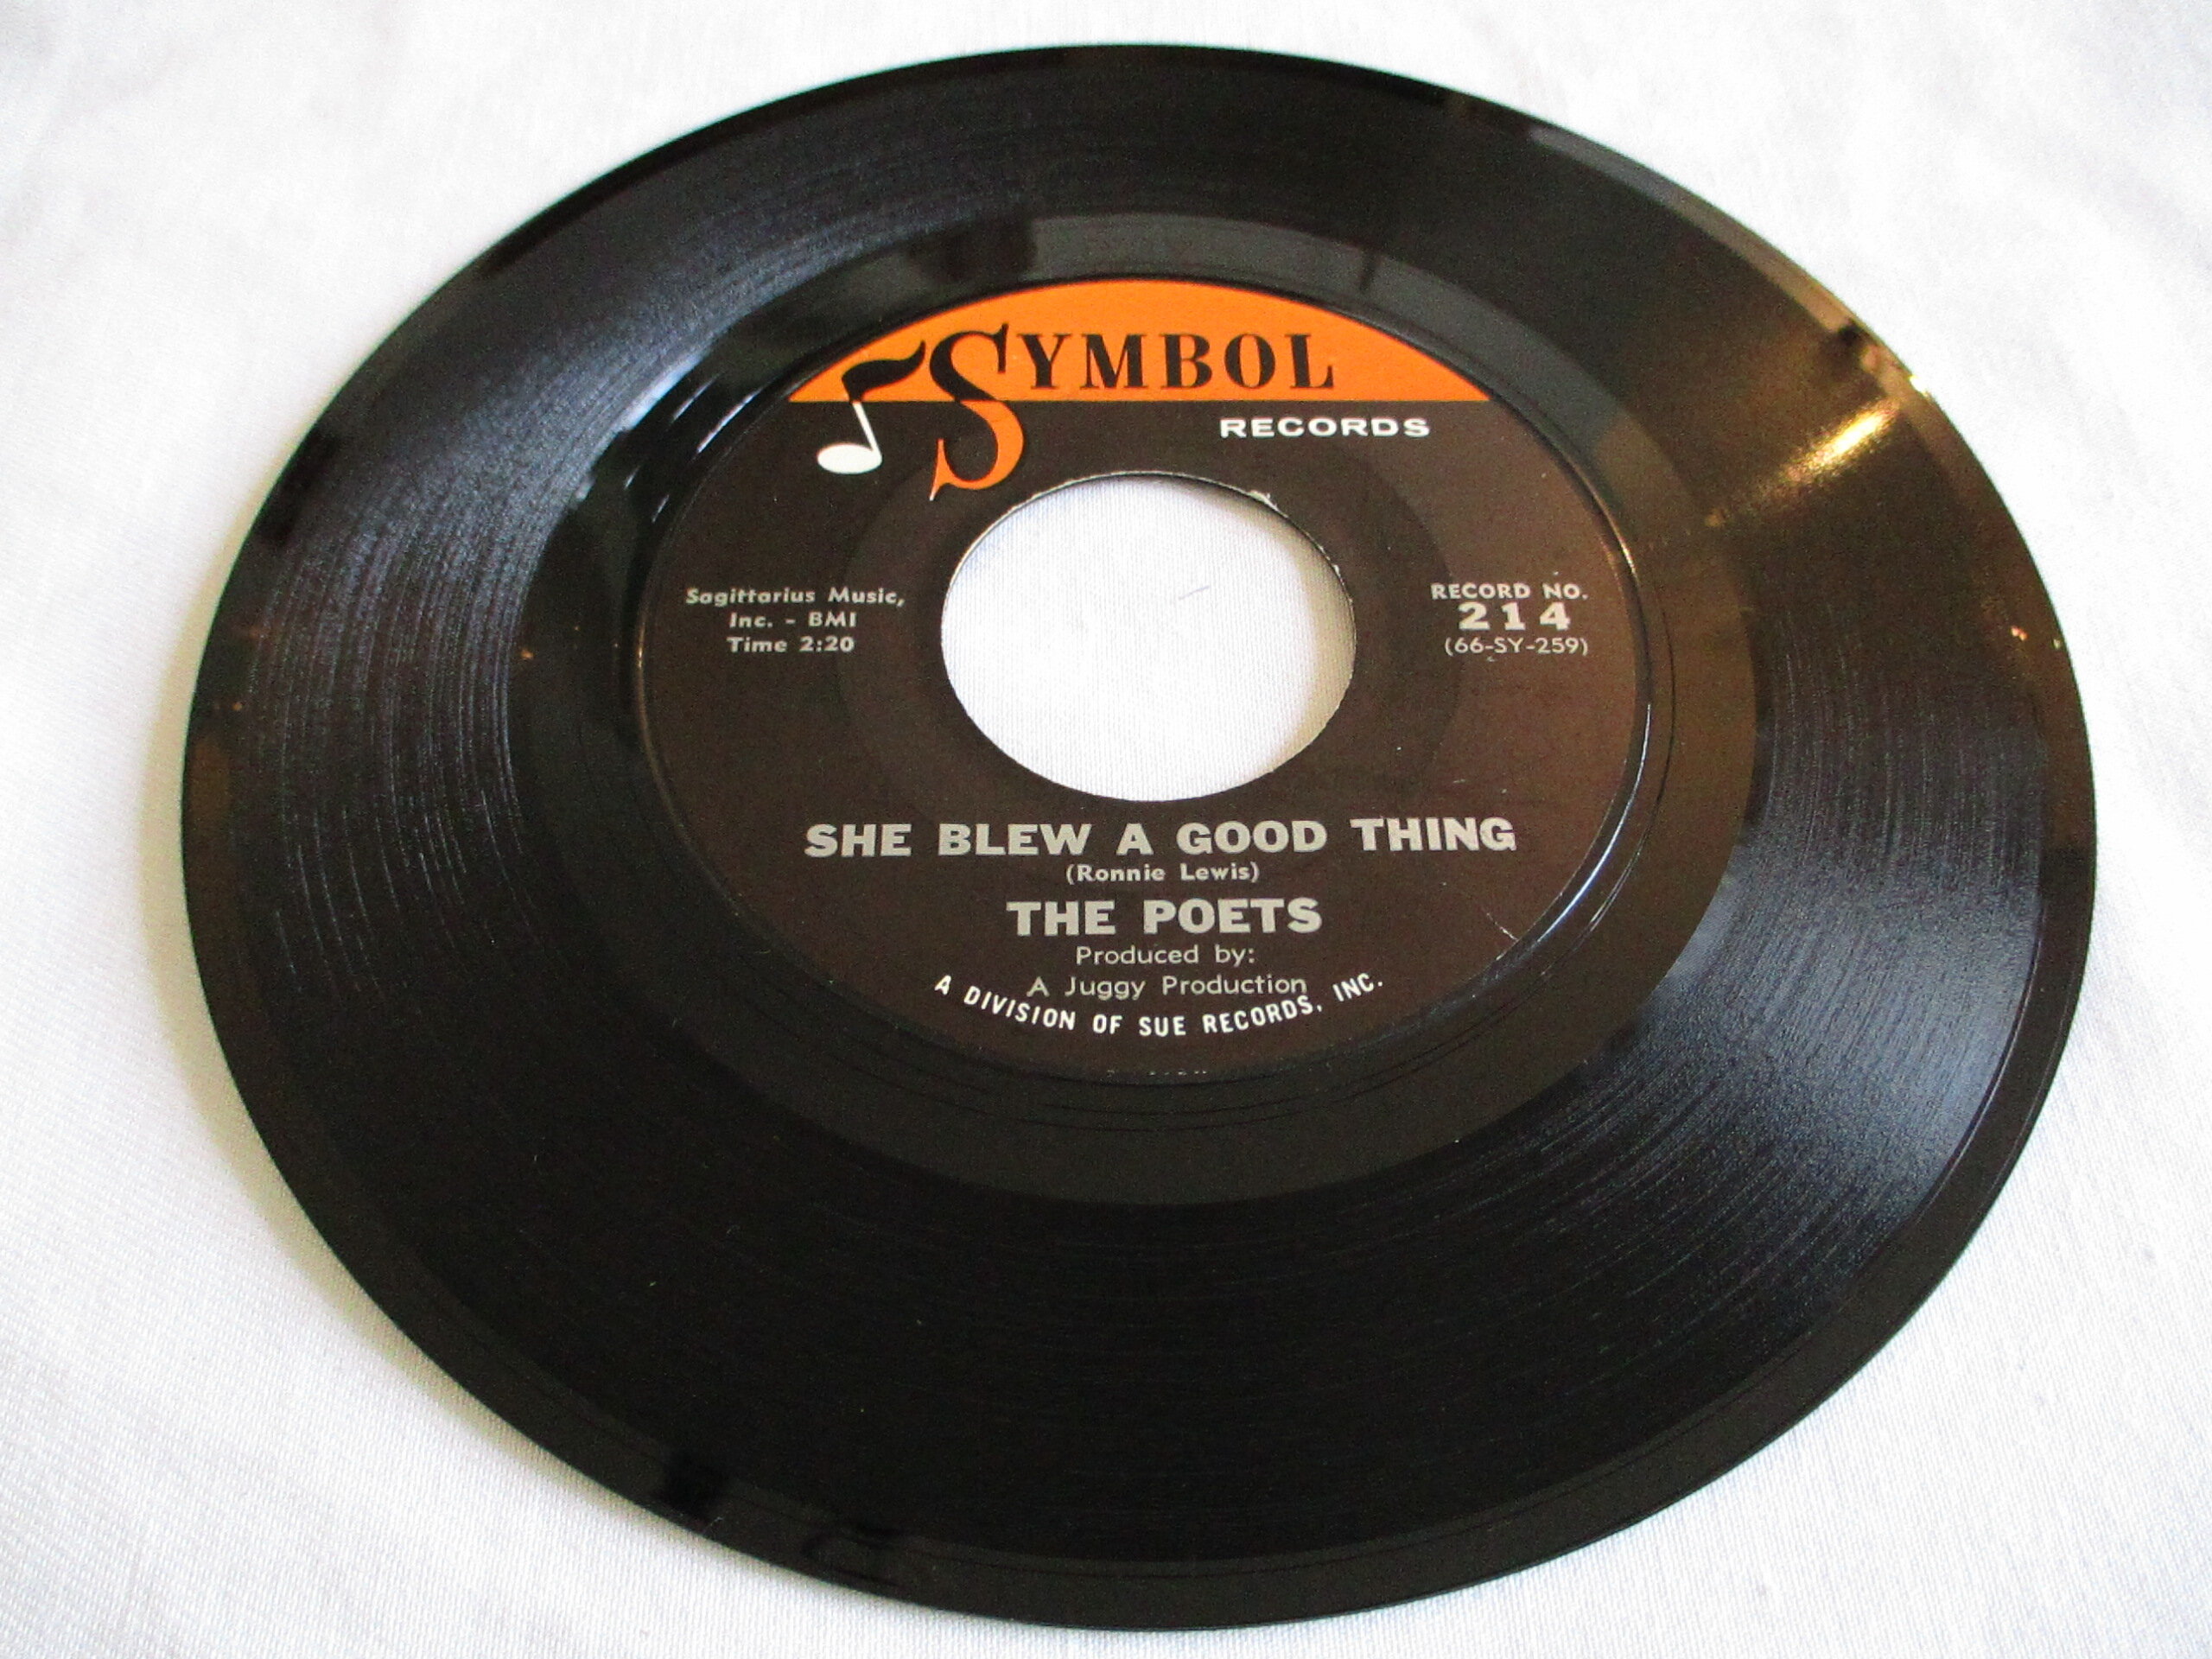 SYMBOL
RECORDS
Sagittarius Music,
Inc. - BMI
Time 2:20
RECORD NO.
214
(66-SY-259)
SHE BLEW A GOOD THING
(Ronnie Lewis)
THE POETS
Produced by:
A Juggy Production
A DIVISION OF SUE RECORDS, INC.